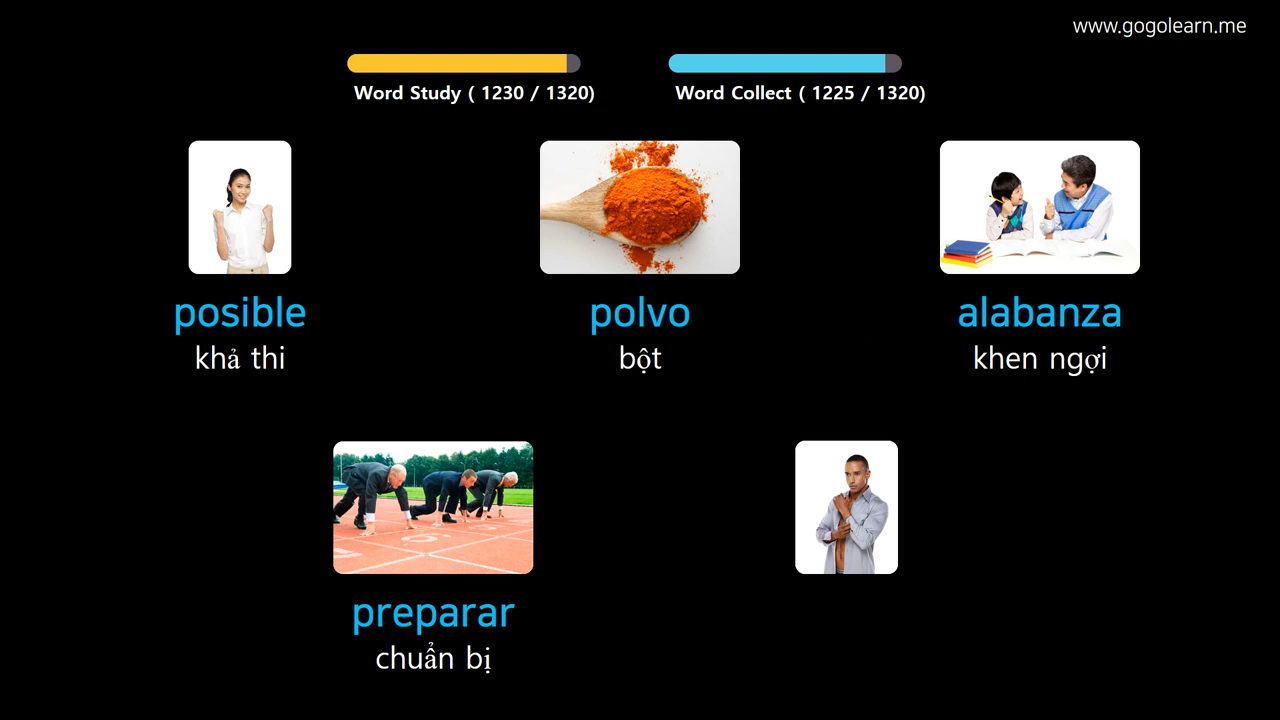 www.gogolearn.me
Word Study ( 1230 / 1320)
Word Collect ( 1225 / 1320)
posible
khả thi
polvo
bột
alabanza
khen ngợi
preparar
chuẩn bị